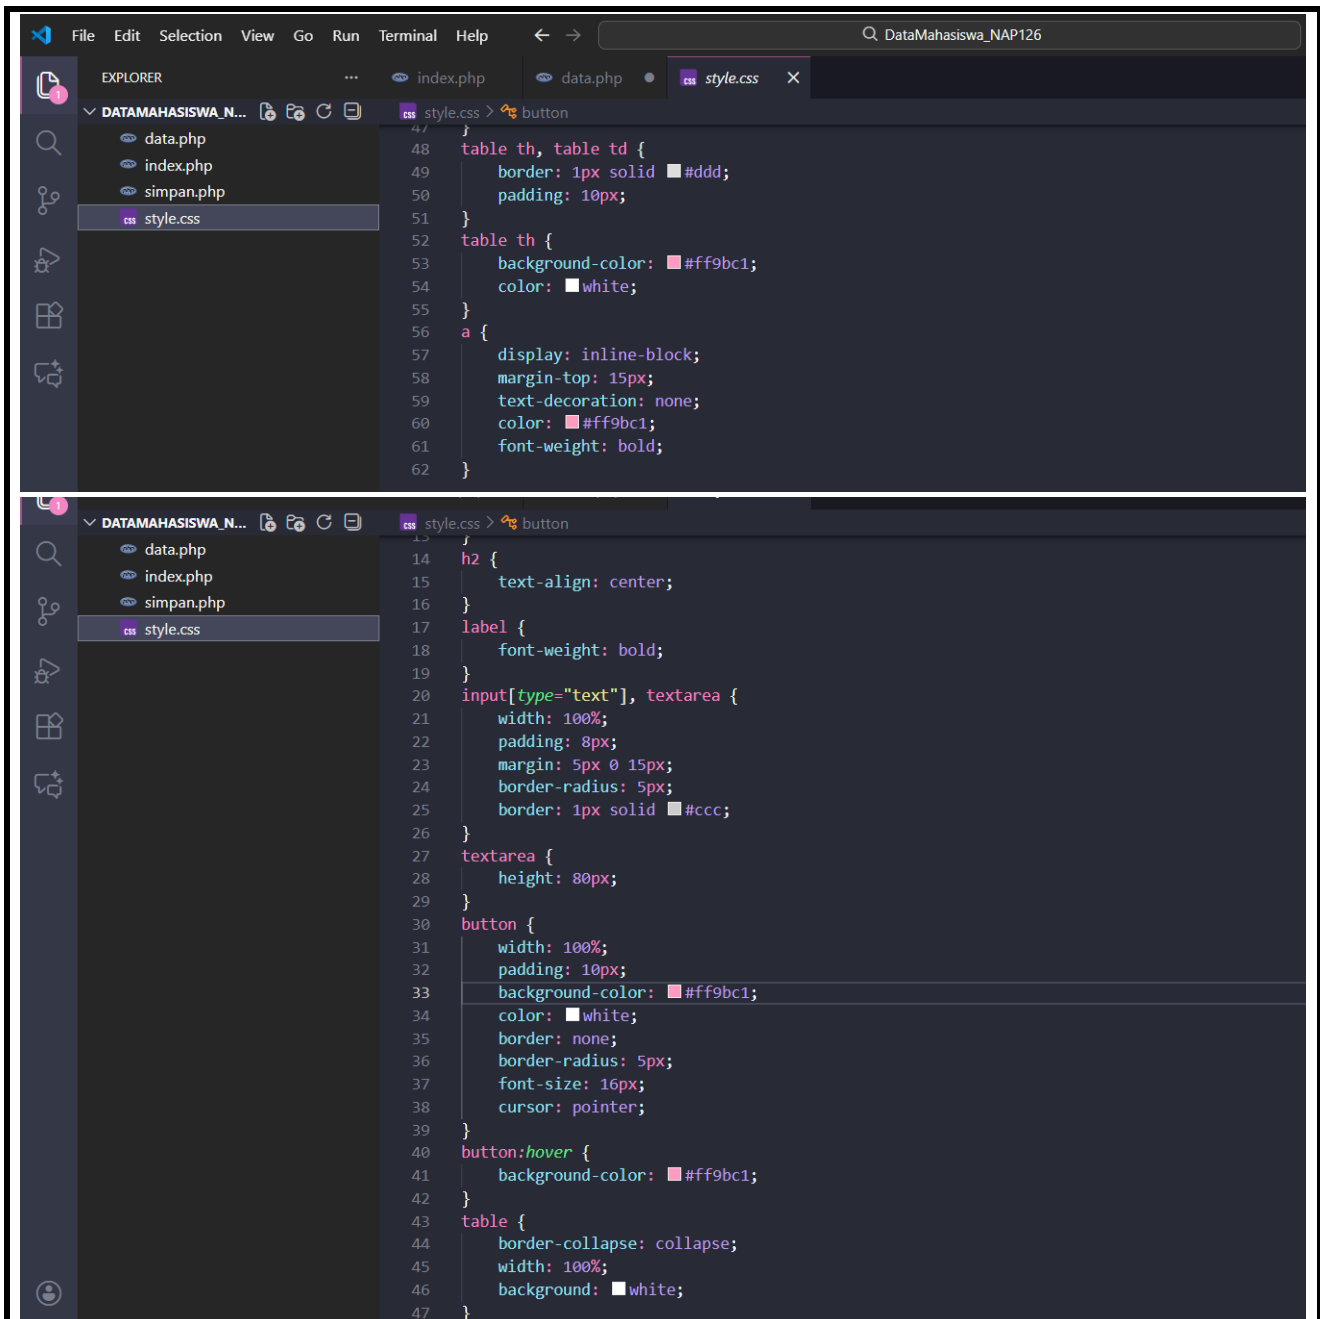 File Edit Selection View Go Run Terminal Help ← → DataMahasiswa_NAP126
EXPLORER ··· index.php data.php ● css style.css ×
1
DATAMAHASISWA_N... css style.css > button
data.php
index.php
simpan.php
css style.css
47 }
48 table th, table td {
49 border: 1px solid #ddd;
50 padding: 10px;
51 }
52 table th {
53 background-color: #ff9bc1;
54 color: white;
55 }
56 a {
57 display: inline-block;
58 margin-top: 15px;
59 text-decoration: none;
60 color: #ff9bc1;
61 font-weight: bold;
62 }
1
DATAMAHASISWA_N... css style.css > button
data.php
index.php
simpan.php
css style.css
13 }
14 h2 {
15 text-align: center;
16 }
17 label {
18 font-weight: bold;
19 }
20 input[type="text"], textarea {
21 width: 100%;
22 padding: 8px;
23 margin: 5px 0 15px;
24 border-radius: 5px;
25 border: 1px solid #ccc;
26 }
27 textarea {
28 height: 80px;
29 }
30 button {
31 width: 100%;
32 padding: 10px;
33 background-color: #ff9bc1;
34 color: white;
35 border: none;
36 border-radius: 5px;
37 font-size: 16px;
38 cursor: pointer;
39 }
40 button:hover {
41 background-color: #ff9bc1;
42 }
43 table {
44 border-collapse: collapse;
45 width: 100%;
46 background: white;
47 }